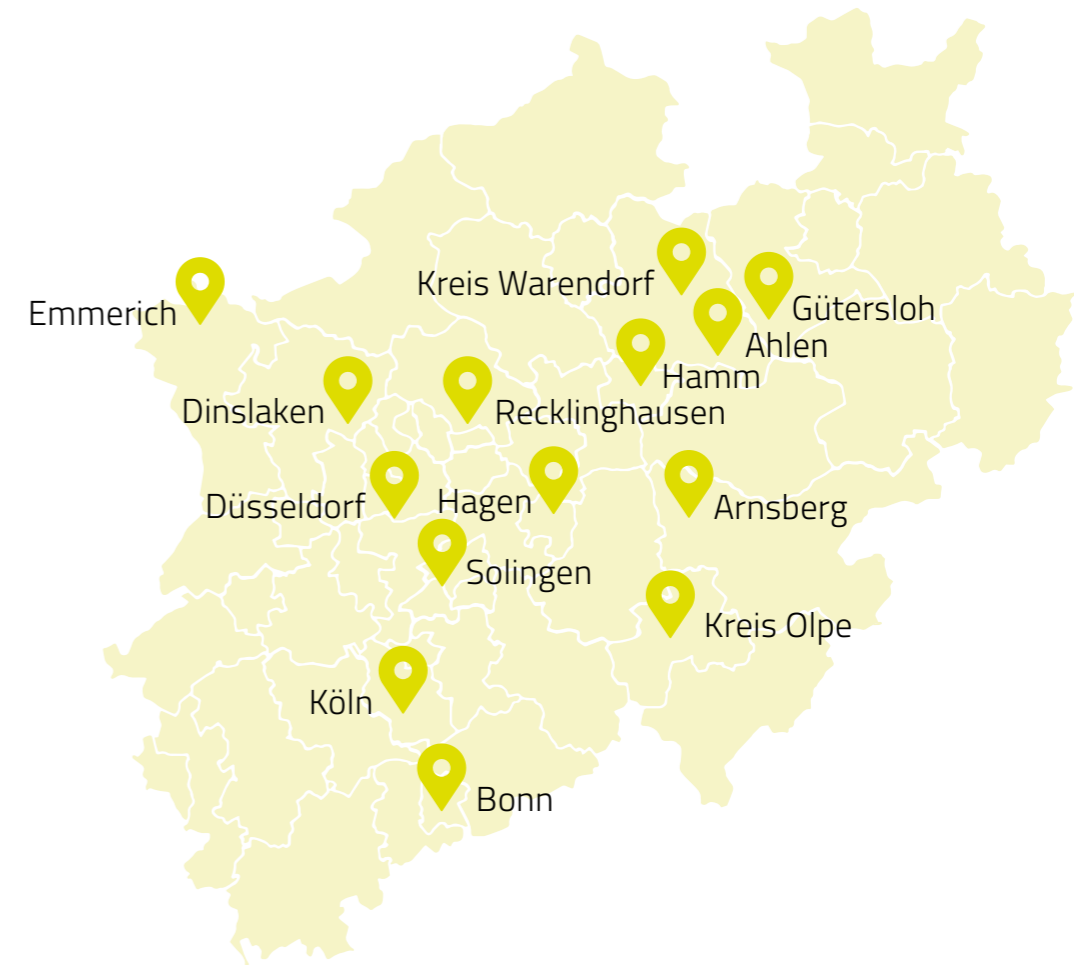 Kreis Warendorf
Emmerich
Gütersloh
Ahlen
Hamm
Dinslaken
Recklinghausen
Düsseldorf
Hagen
Arnsberg
Solingen
Kreis Olpe
Köln
Bonn